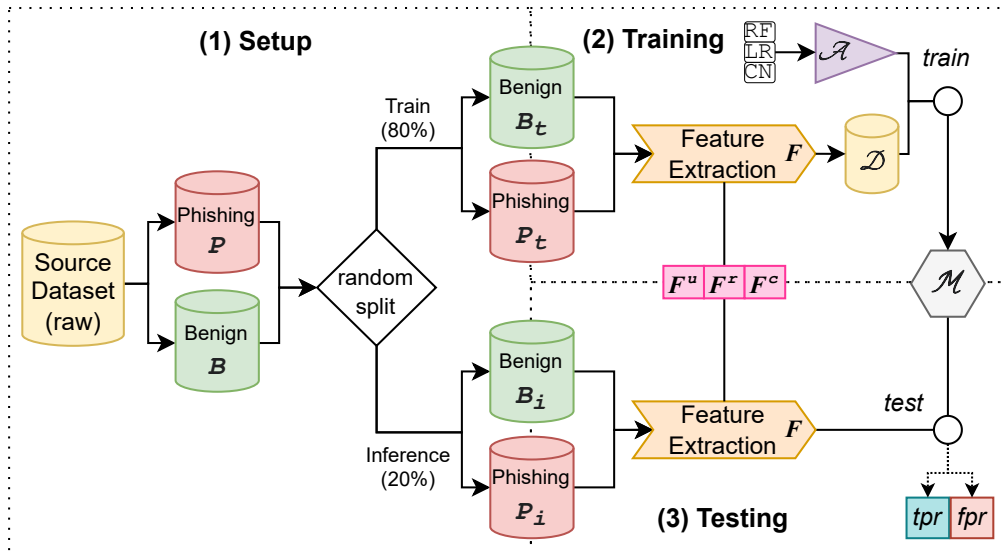 (1) Setup
Source
Dataset
(raw)
Phishing
P
Benign
B
random
split
Train
(80%)
Inference
(20%)
(2) Training
Benign
B_t
Phishing
P_t
RF
LR
CN
𝒜
train
Feature
Extraction F
𝒟
F^u F^r F^c
ℳ
Benign
B_i
Phishing
P_i
Feature
Extraction F
test
(3) Testing
tpr fpr